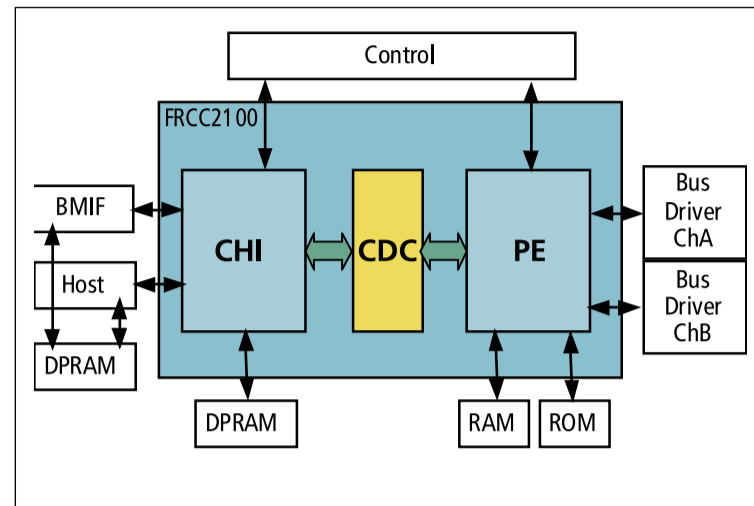 Control
FRCC2100
BMIF
CHI
CDC
PE
Bus
Driver
ChA
Host
Bus
Driver
ChB
DPRAM
DPRAM
RAM
ROM